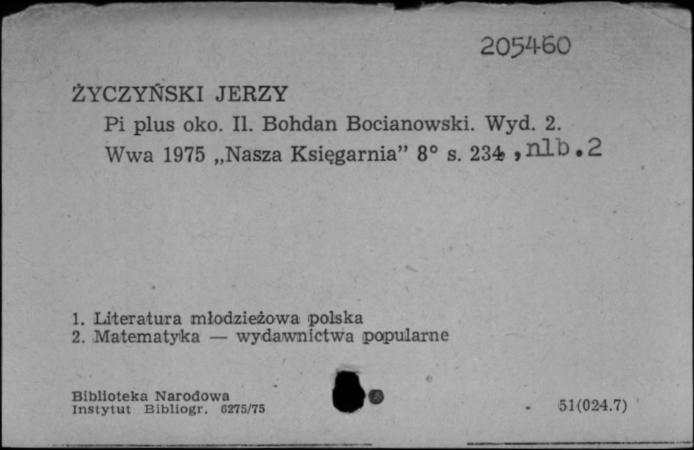 205460
ŻYCZYŃSKI JERZY
Pi plus oko. Il. Bohdan Bocianowski. Wyd. 2.
Wwa 1975 „Nasza Księgarnia” 8° s. 234, nlb.2
1. Literatura młodzieżowa polska
2. Matematyka — wydawnictwa popularne
Biblioteka Narodowa
Instytut Bibliogr. 6275/75
51(024.7)